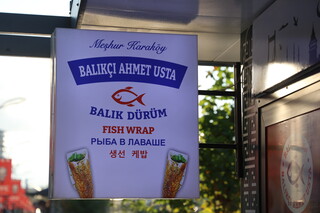 Meşhur Karaköy
BALIKÇI AHMET USTA
BALIK DÜRÜM
FISH WRAP
РЫБА В ЛАВАШЕ
생선 케밥